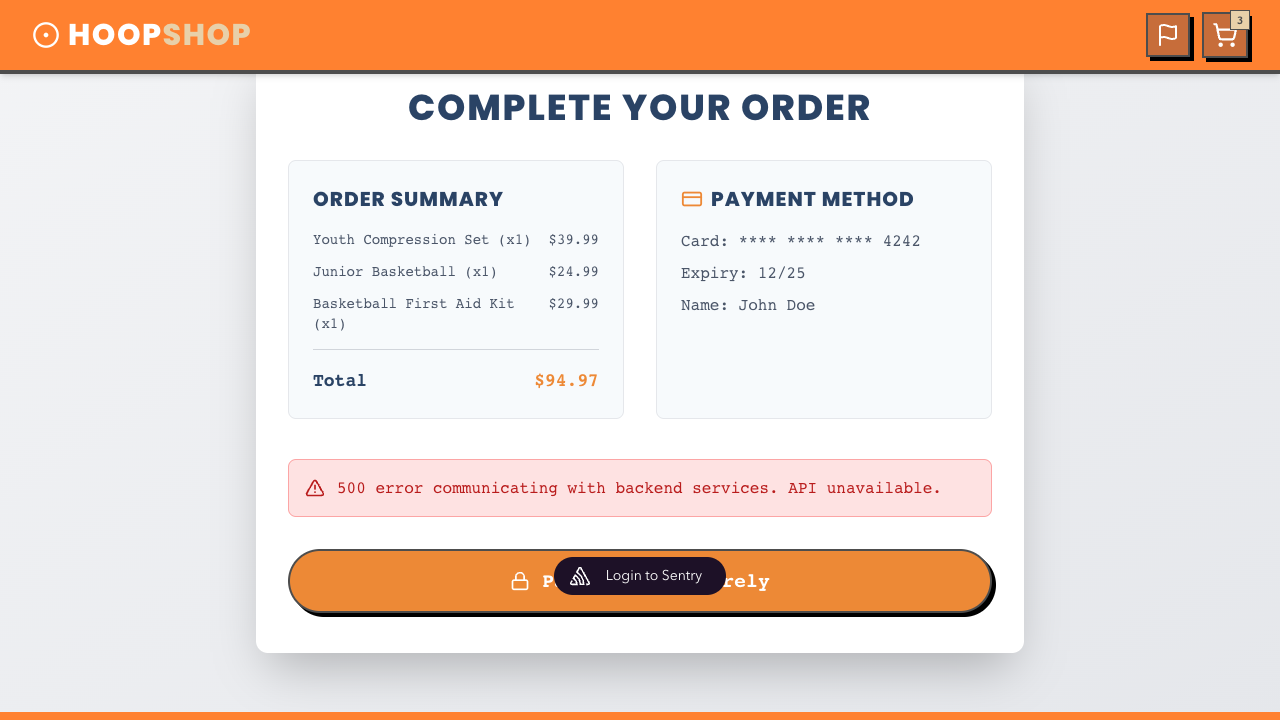 HOOPSHOP
3
COMPLETE YOUR ORDER
ORDER SUMMARY
Youth Compression Set (x1) $39.99
Junior Basketball (x1) $24.99
Basketball First Aid Kit $29.99
(x1)
Total $94.97
PAYMENT METHOD
Card: **** **** **** 4242
Expiry: 12/25
Name: John Doe
500 error communicating with backend services. API unavailable.
Login to Sentry